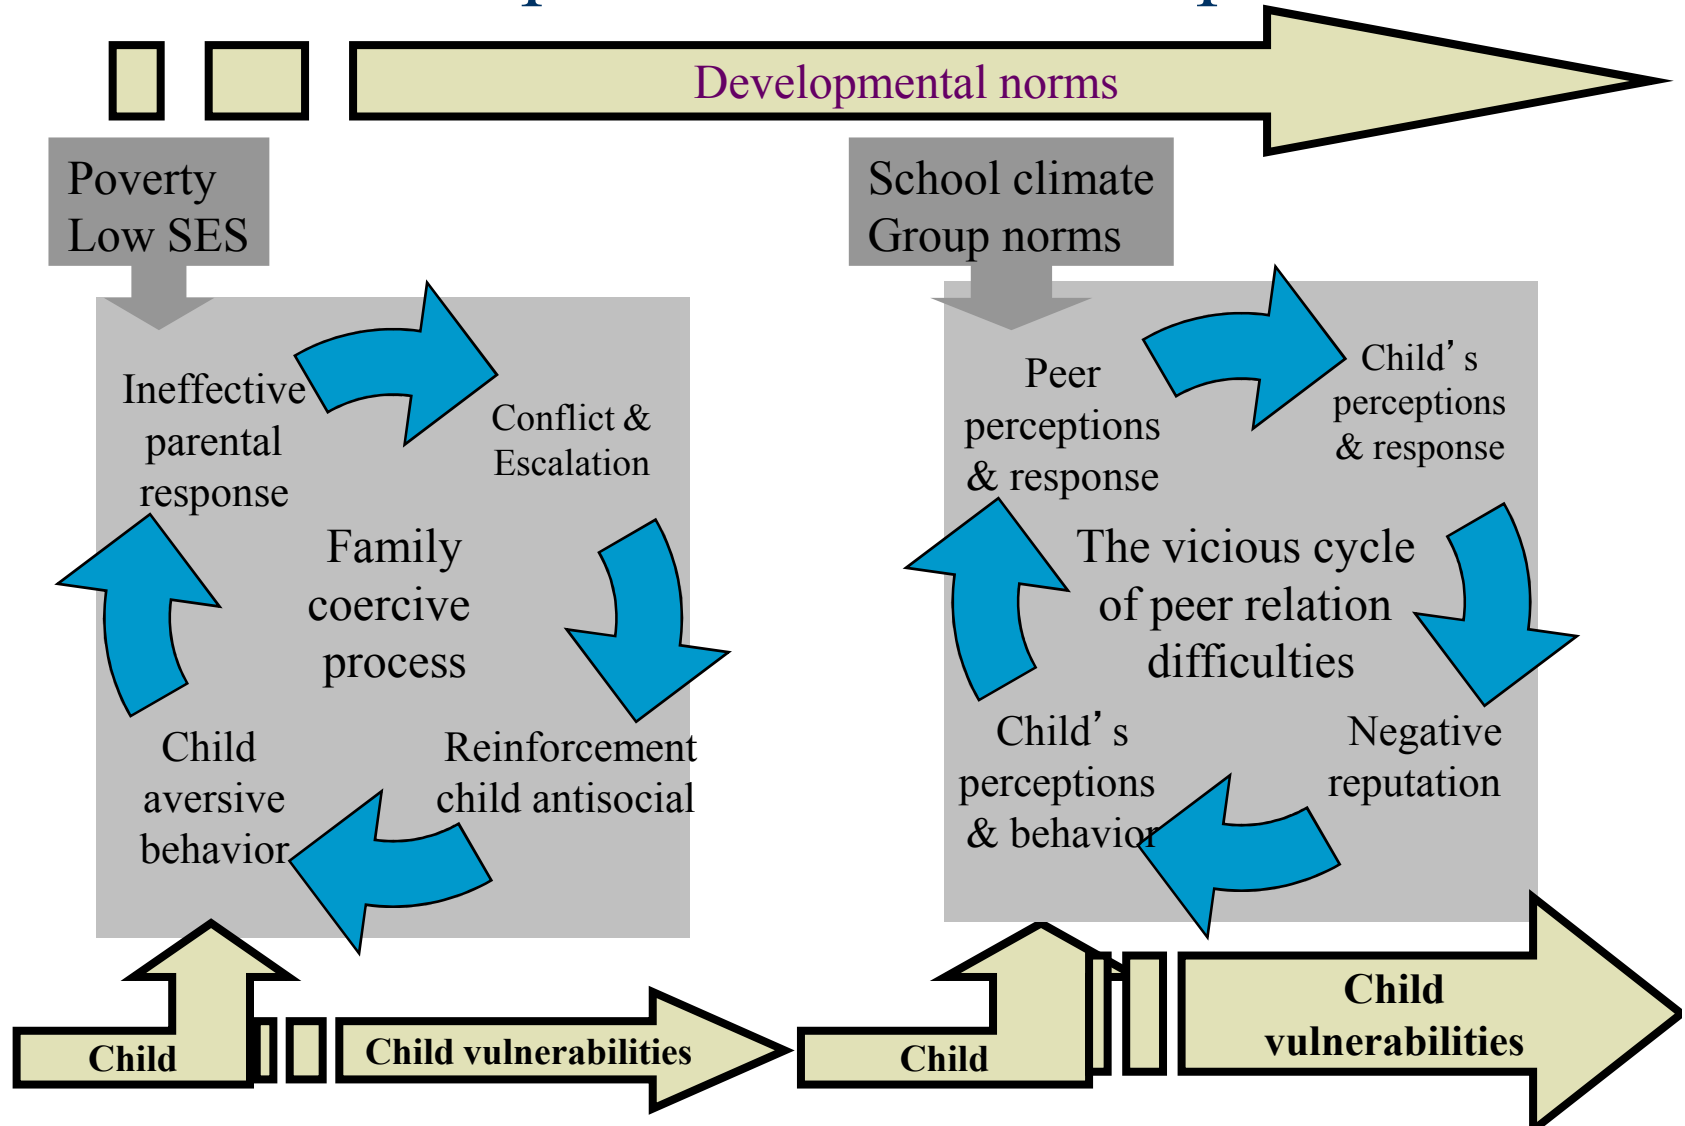 Developmental norms
Poverty
Low SES
School climate
Group norms
Ineffective
parental
response
Conflict &
Escalation
Family
coercive
process
Child
aversive
behavior
Reinforcement
child antisocial
Peer
perceptions
& response
Child’s
perceptions
& response
The vicious cycle
of peer relation
difficulties
Child’s
perceptions
& behavior
Negative
reputation
Child
Child vulnerabilities
Child
Child
vulnerabilities